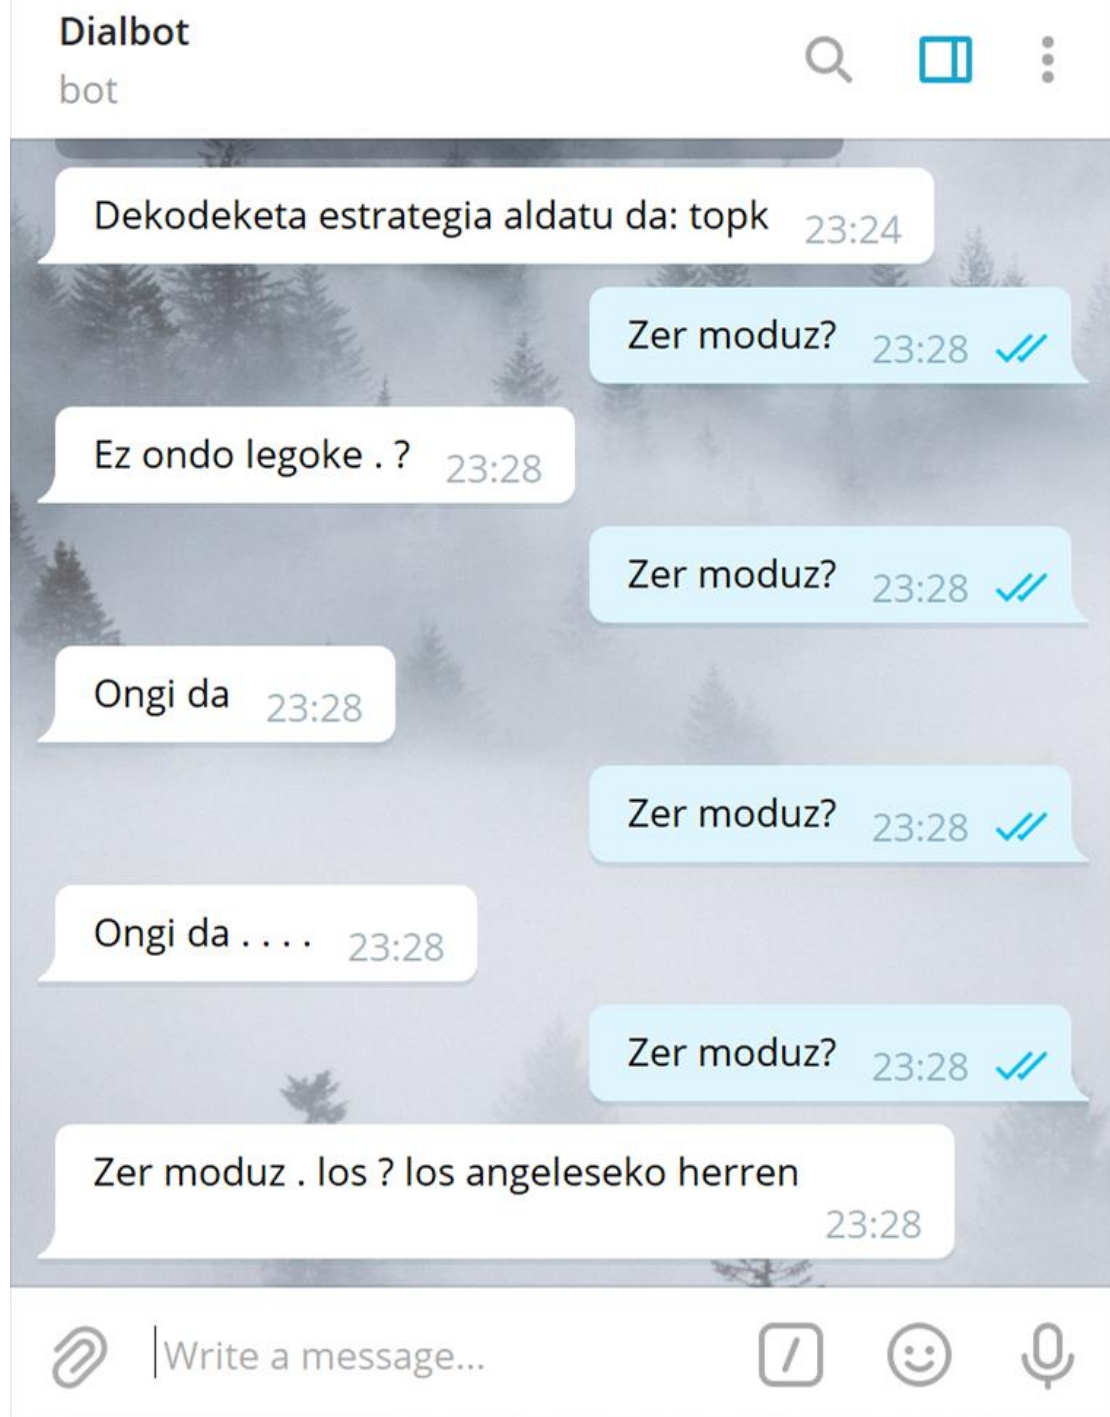 Dialbot
bot
Dekodeketa estrategia aldatu da: topk 23:24
Zer moduz? 23:28
Ez ondo legoke . ? 23:28
Zer moduz? 23:28
Ongi da 23:28
Zer moduz? 23:28
Ongi da . . . . 23:28
Zer moduz? 23:28
Zer moduz . los ? los angeleseko herren
23:28
Write a message...